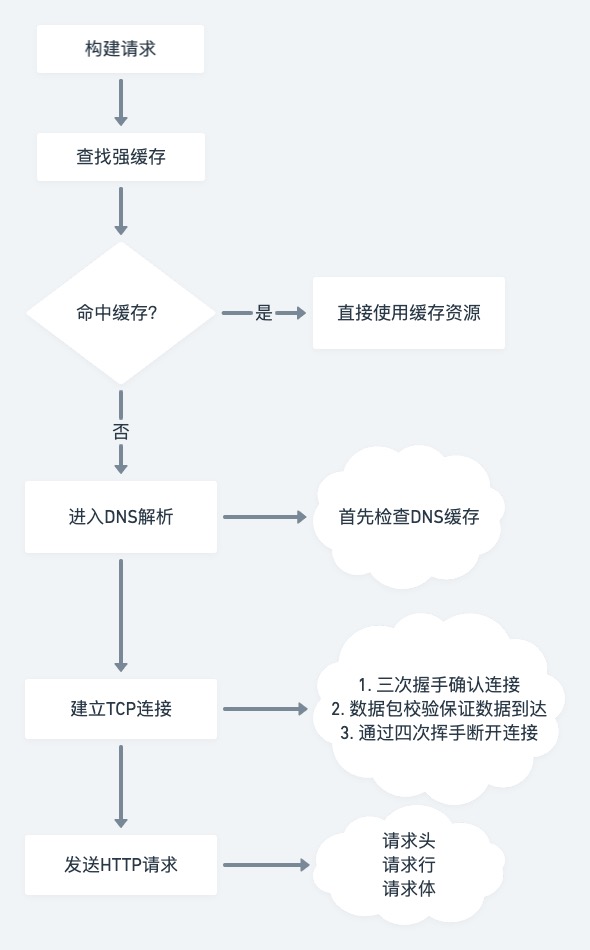 构建请求
查找强缓存
命中缓存?
是
直接使用缓存资源
否
进入DNS解析
首先检查DNS缓存
建立TCP连接
1. 三次握手确认连接
2. 数据包校验保证数据到达
3. 通过四次挥手断开连接
发送HTTP请求
请求头
请求行
请求体